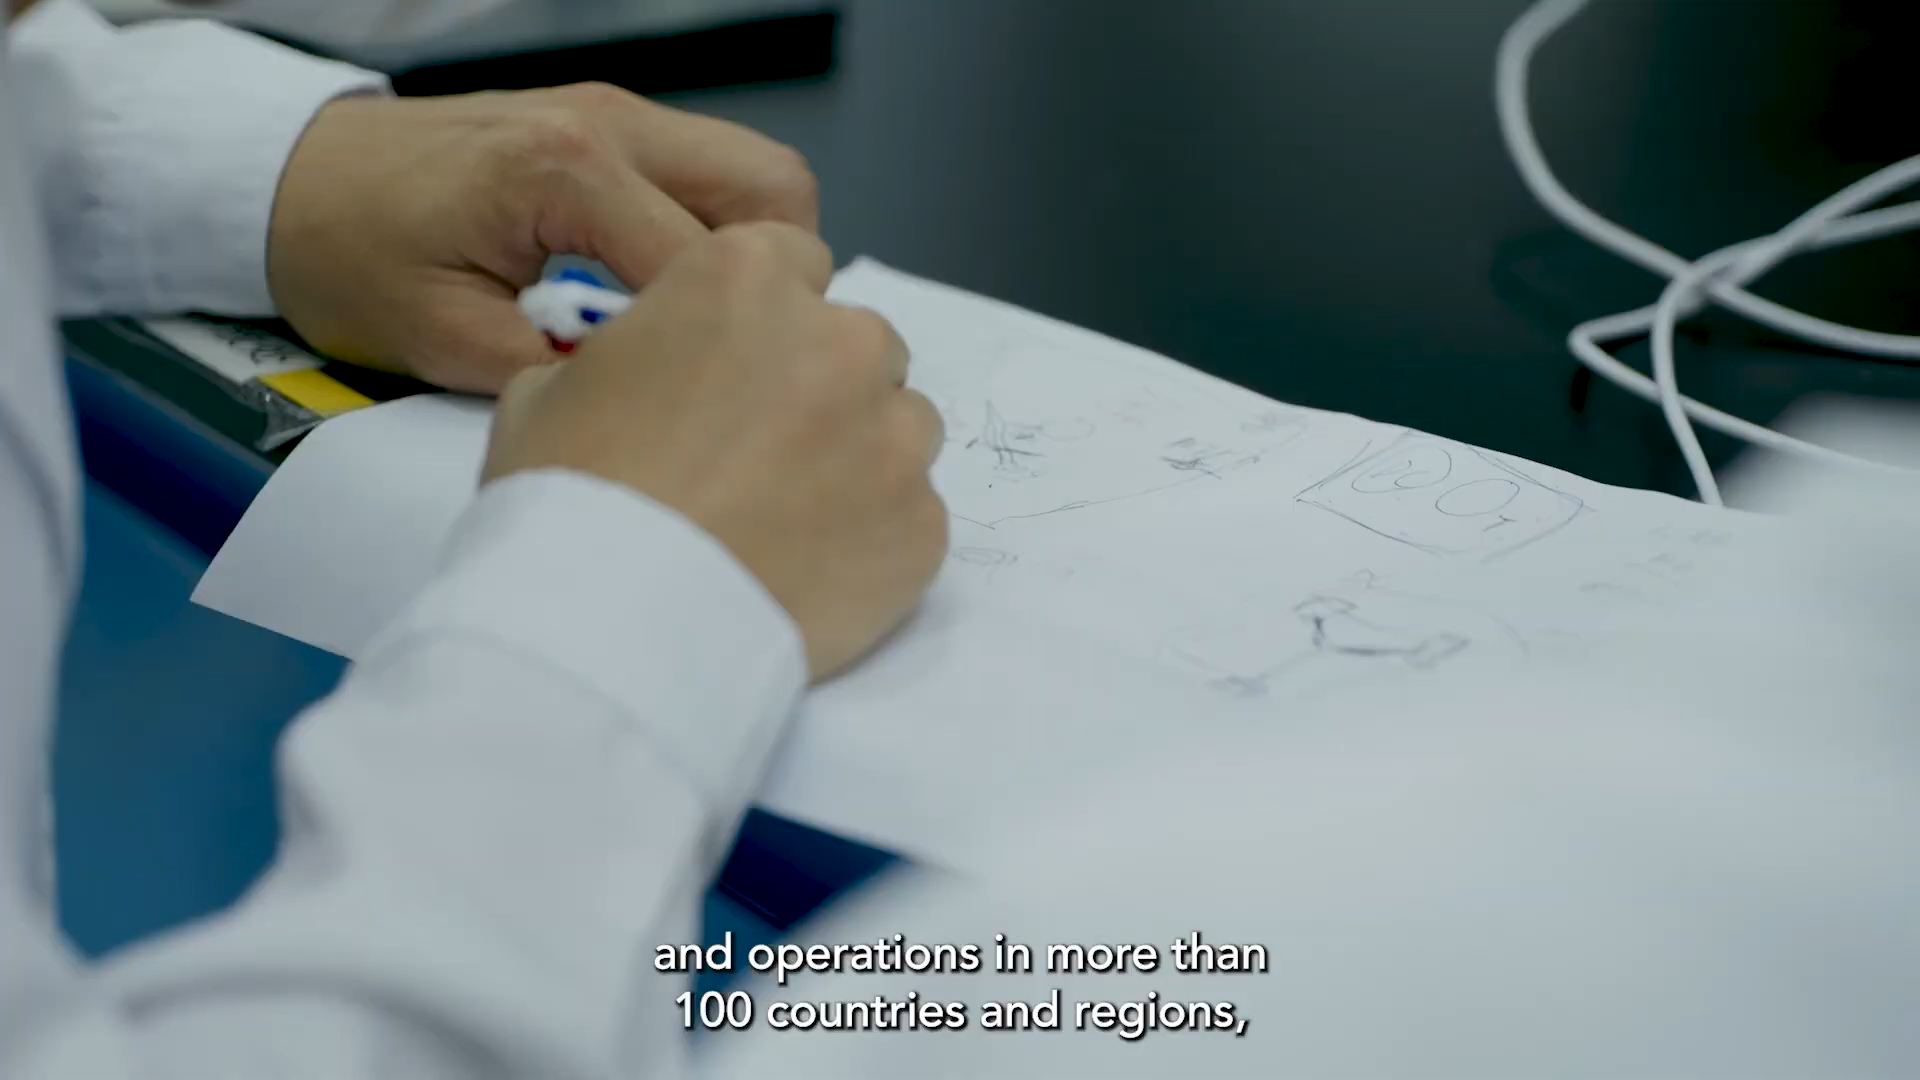 and operations in more than
100 countries and regions,